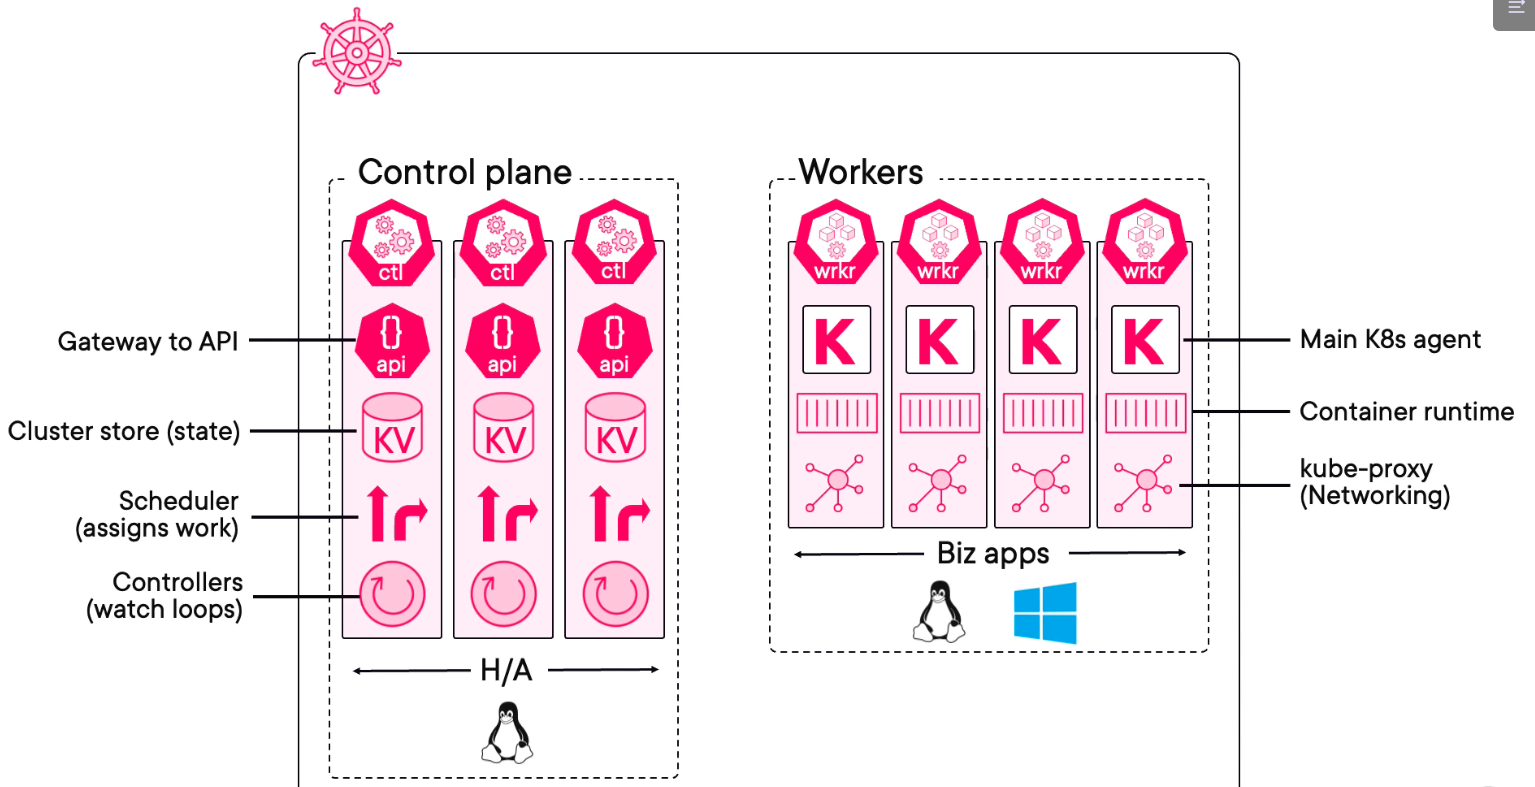 Control plane
Workers
ctl
ctl
ctl
wrkr
wrkr
wrkr
wrkr
Gateway to API
{}
api
{}
api
{}
api
K
K
K
K
Main K8s agent
Cluster store (state)
KV
KV
KV
Container runtime
Scheduler
(assigns work)
kube-proxy
(Networking)
Controllers
(watch loops)
Biz apps
H/A